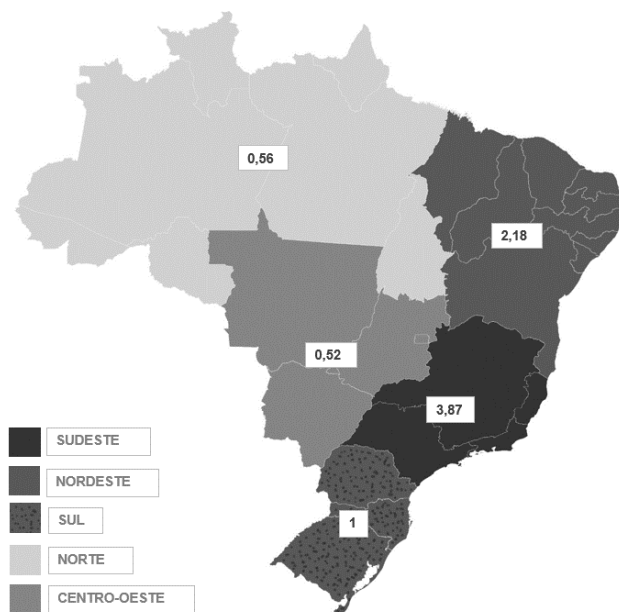 0,56
2,18
0,52
3,87
1
SUDESTE
NORDESTE
SUL
NORTE
CENTRO-OESTE